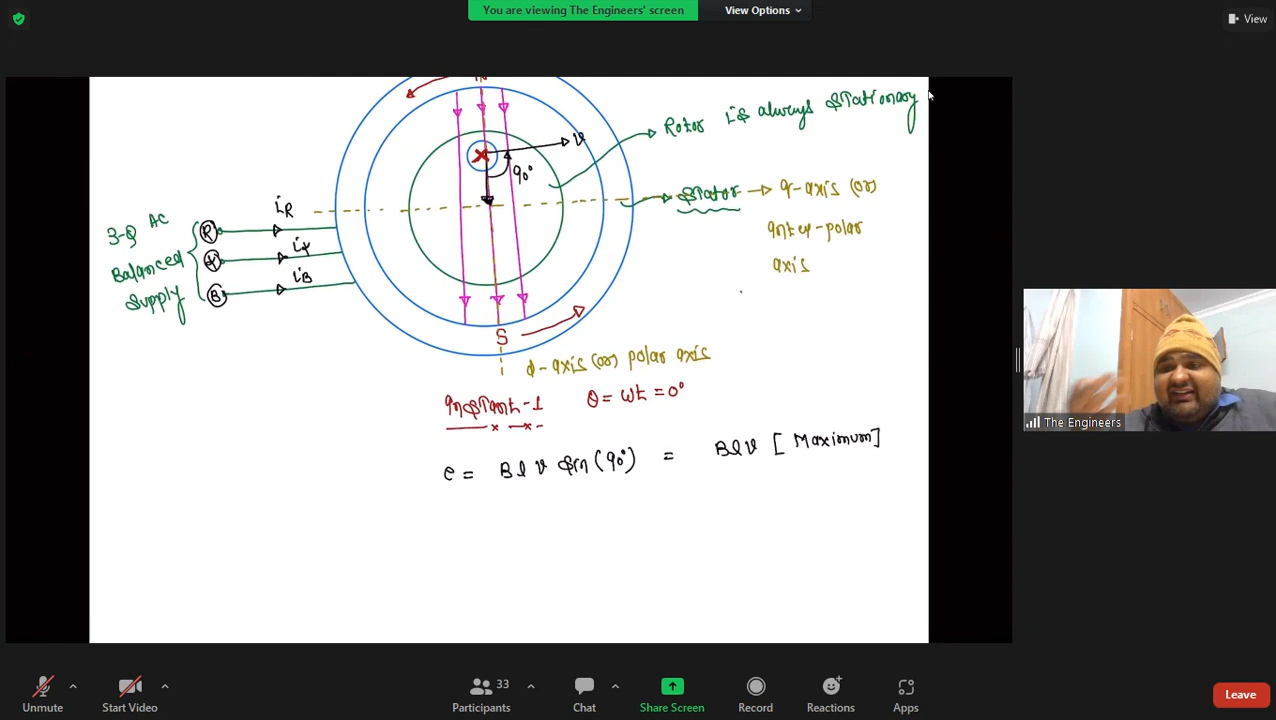 You are viewing The Engineers' screen
View Options
View
N
Rotor is always stationary
v
90°
Stator → q-axis (or)
inter-polar
axis
3-Φ AC
Balanced
Supply
R
Y
B
iR
iY
iB
S
d-axis (or) polar axis
instant-1 θ = ωt = 0°
e = Blv sin(90°) = Blv [Maximum]
The Engineers
Unmute
Start Video
33
Participants
Chat
Share Screen
Record
Reactions
Apps
Leave